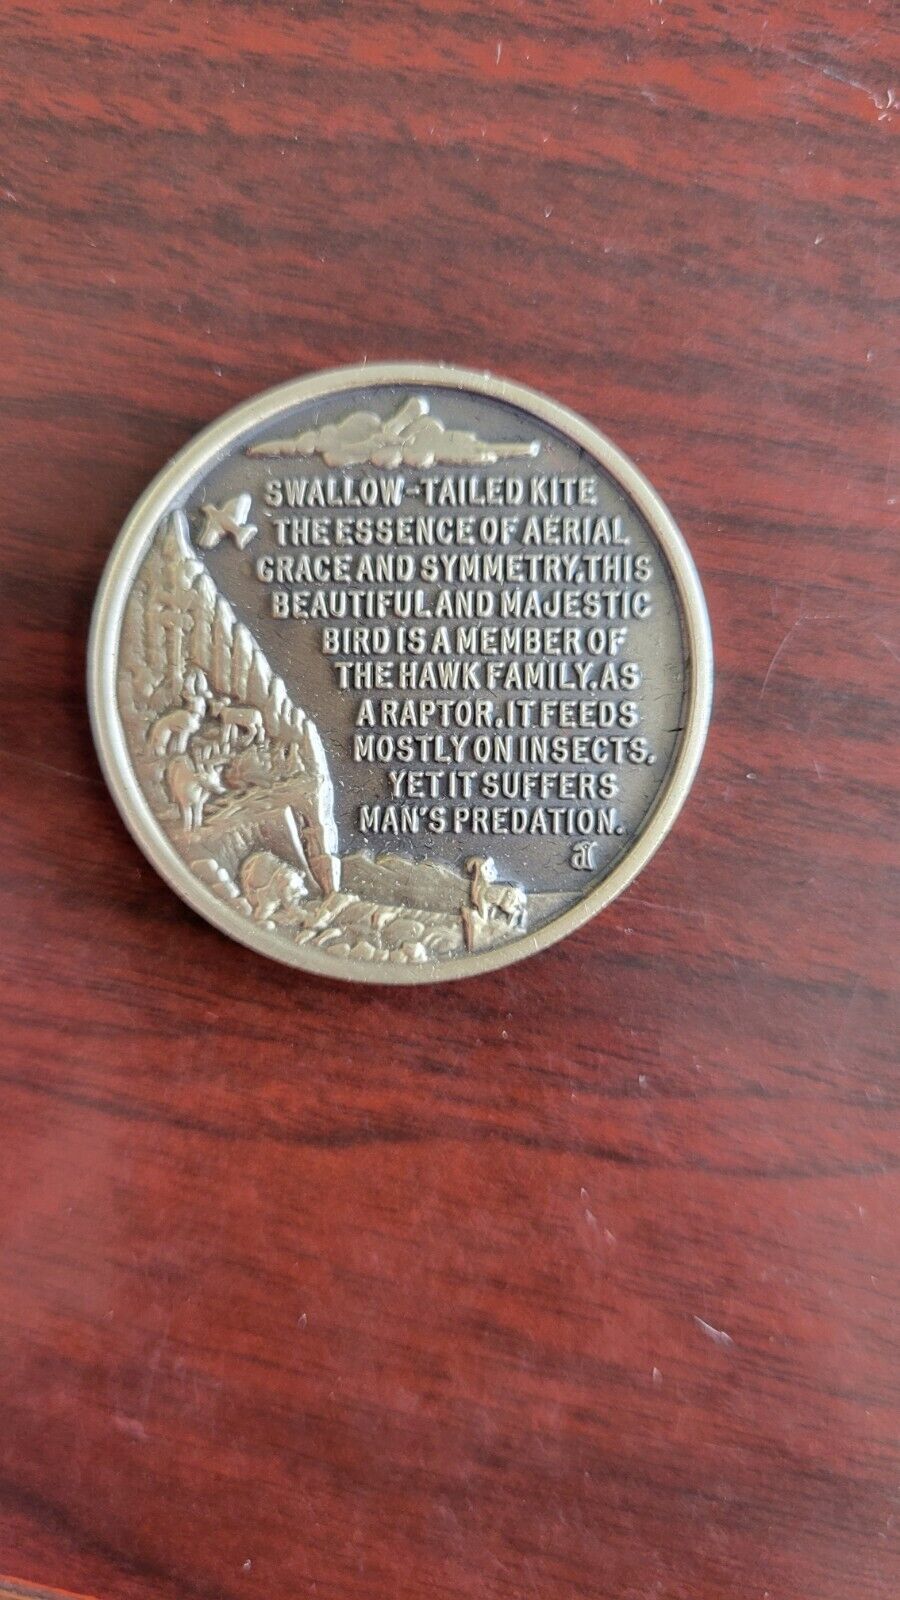 SWALLOW-TAILED KITE
THE ESSENCE OF AERIAL
GRACE AND SYMMETRY, THIS
BEAUTIFUL AND MAJESTIC
BIRD IS A MEMBER OF
THE HAWK FAMILY. AS
A RAPTOR, IT FEEDS
MOSTLY ON INSECTS.
YET IT SUFFERS
MAN'S PREDATION.